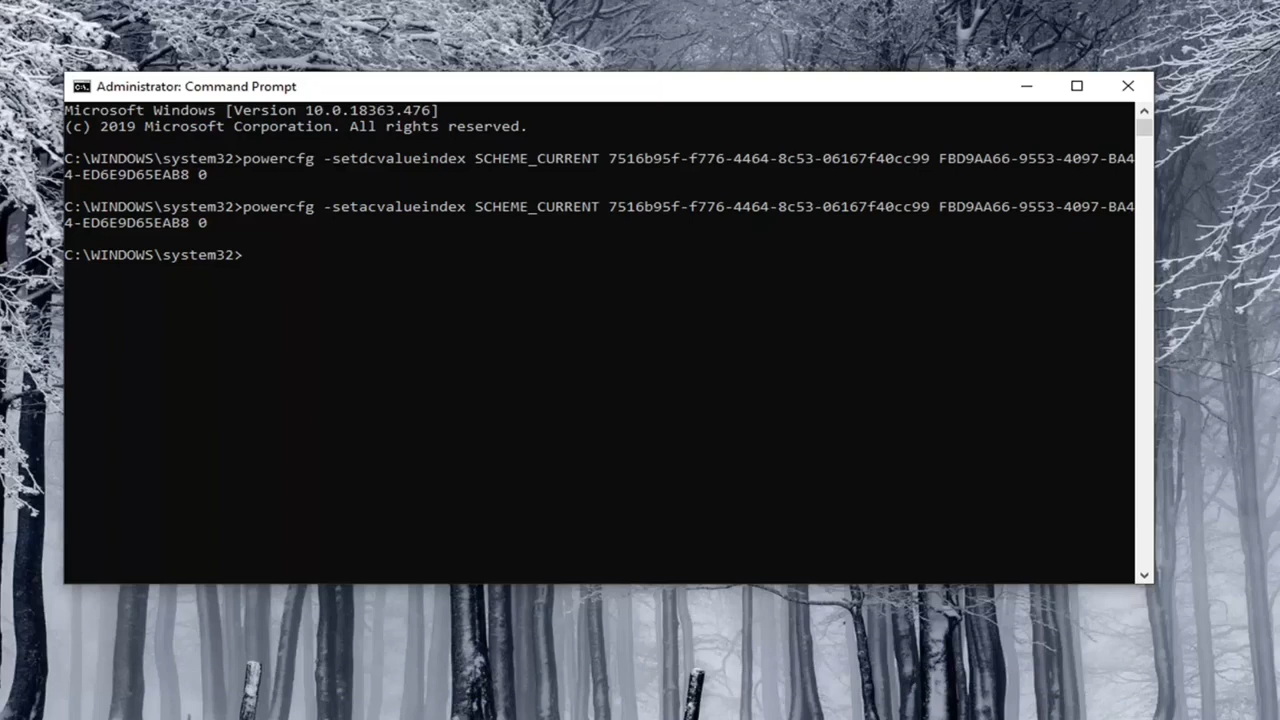 Administrator: Command Prompt
Microsoft Windows [Version 10.0.18363.476]
(c) 2019 Microsoft Corporation. All rights reserved.
C:\WINDOWS\system32>powercfg -setdcvalueindex SCHEME_CURRENT 7516b95f-f776-4464-8c53-06167f40cc99 FBD9AA66-9553-4097-BA4
4-ED6E9D65EAB8 0
C:\WINDOWS\system32>powercfg -setacvalueindex SCHEME_CURRENT 7516b95f-f776-4464-8c53-06167f40cc99 FBD9AA66-9553-4097-BA4
4-ED6E9D65EAB8 0
C:\WINDOWS\system32>